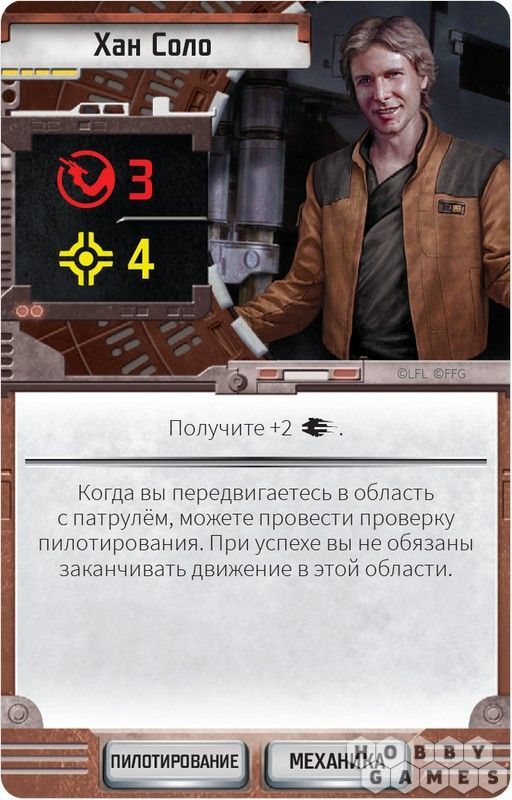 Хан Соло
3
4
©LFL ©FFG
Получите +2 .
Когда вы передвигаетесь в область
с патрулём, можете провести проверку
пилотирования. При успехе вы не обязаны
заканчивать движение в этой области.
ПИЛОТИРОВАНИЕ
МЕХАНИКА
HOBBY
GAMES